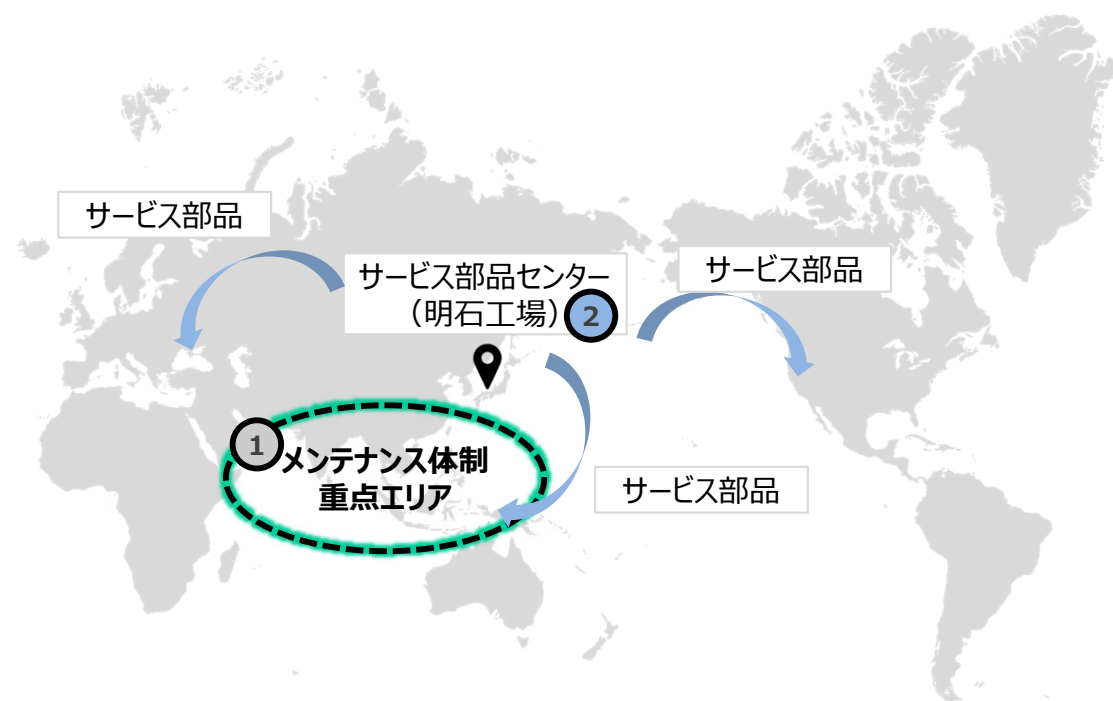 サービス部品
サービス部品センター
（明石工場）
2
サービス部品
1
メンテナンス体制
重点エリア
サービス部品